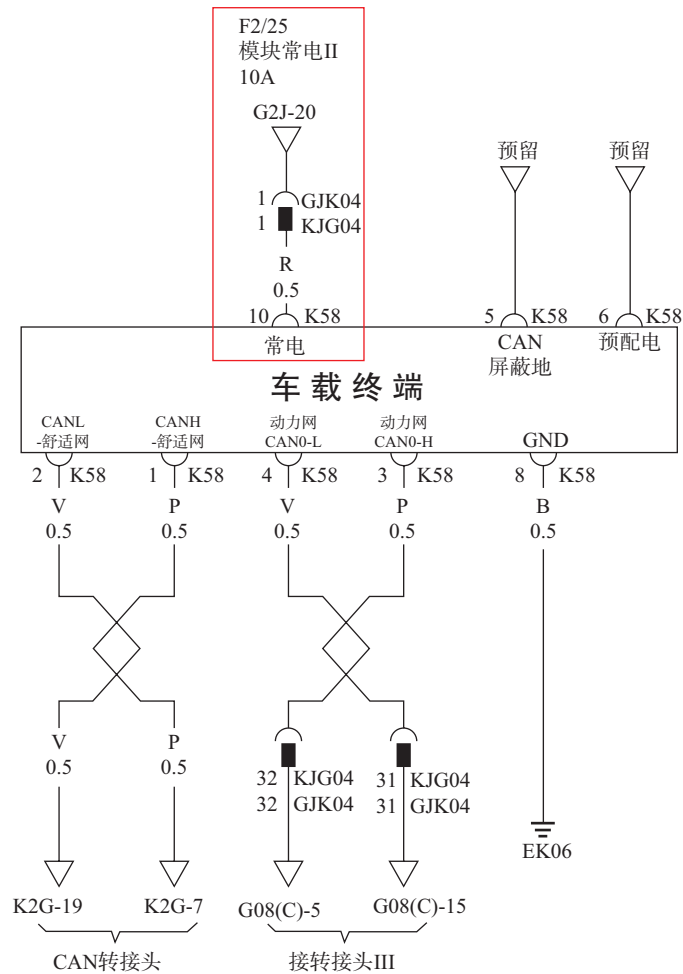 F2/25
模块常电II
10A
G2J-20
预留 预留
1 GJK04
1 KJG04
R
0.5
10 K58 5 K58 6 K58
常电 CAN 预配电
屏蔽地
车载终端
CANL CANH 动力网 动力网
-舒适网 -舒适网 CAN0-L CAN0-H GND
2 K58 1 K58 4 K58 3 K58 8 K58
V P V P B
0.5 0.5 0.5 0.5 0.5
V P
0.5 0.5
32 KJG04 31 KJG04
32 GJK04 31 GJK04
EK06
K2G-19 K2G-7 G08(C)-5 G08(C)-15
CAN转接头 接转接头III